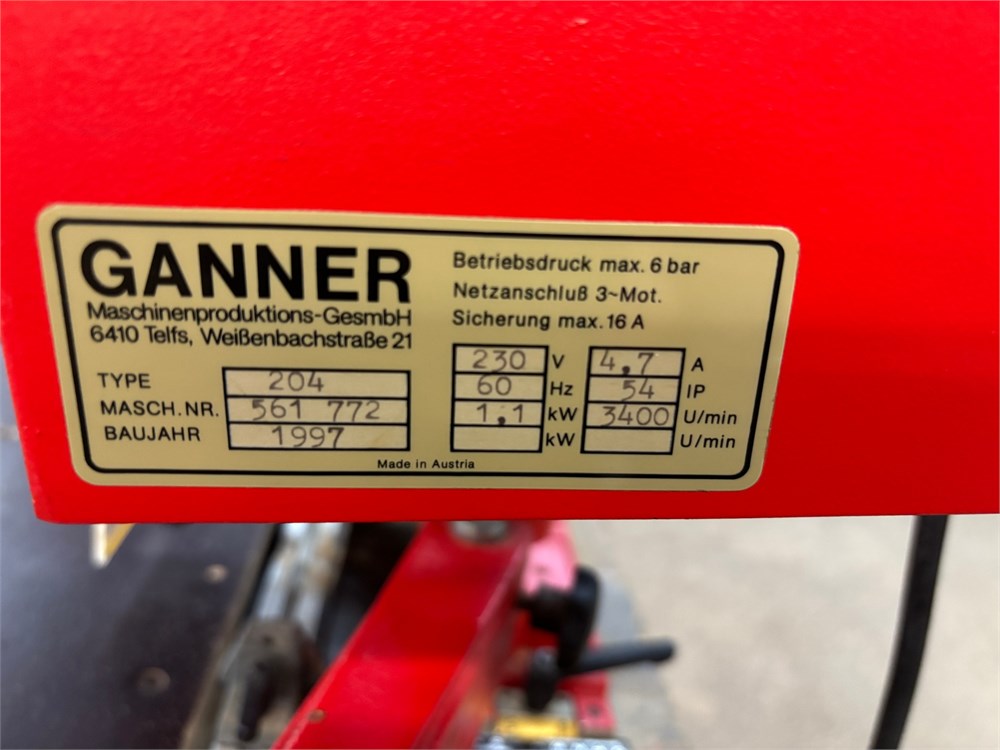 GANNER
Maschinenproduktions-GesmbH
6410 Telfs, Weißenbachstraße 21
TYPE 204
MASCH.NR. 561 772
BAUJAHR 1997
Betriebsdruck max. 6 bar
Netzanschluß 3~Mot.
Sicherung max. 16 A
230 V 4.7 A
60 Hz 54 IP
1.1 kW 3400 U/min
kW U/min
Made in Austria